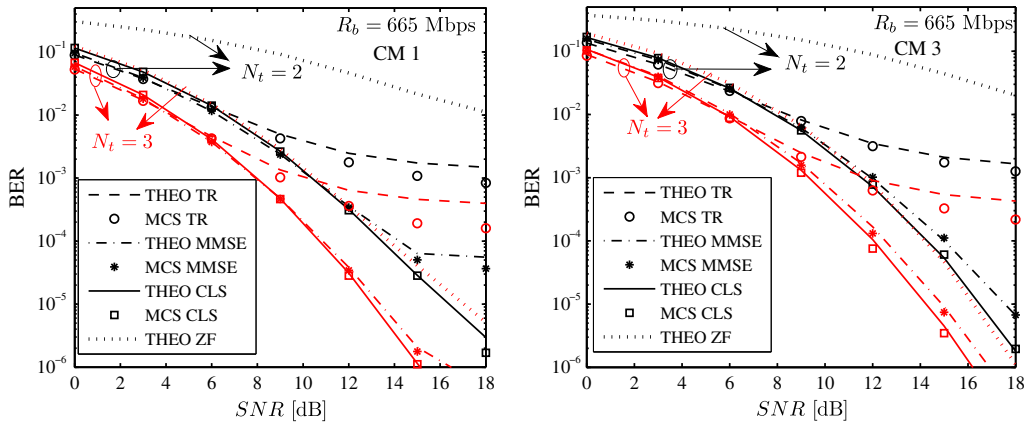 R_b = 665 Mbps
CM 1
N_t = 2
N_t = 3
BER
10^{-1}
10^{-2}
10^{-3}
10^{-4}
10^{-5}
10^{-6}
THEO TR
MCS TR
THEO MMSE
MCS MMSE
THEO CLS
MCS CLS
THEO ZF
0 2 4 6 8 10 12 14 16 18
SNR [dB]
R_b = 665 Mbps
CM 3
N_t = 2
N_t = 3
BER
10^{-1}
10^{-2}
10^{-3}
10^{-4}
10^{-5}
10^{-6}
THEO TR
MCS TR
THEO MMSE
MCS MMSE
THEO CLS
MCS CLS
THEO ZF
0 2 4 6 8 10 12 14 16 18
SNR [dB]